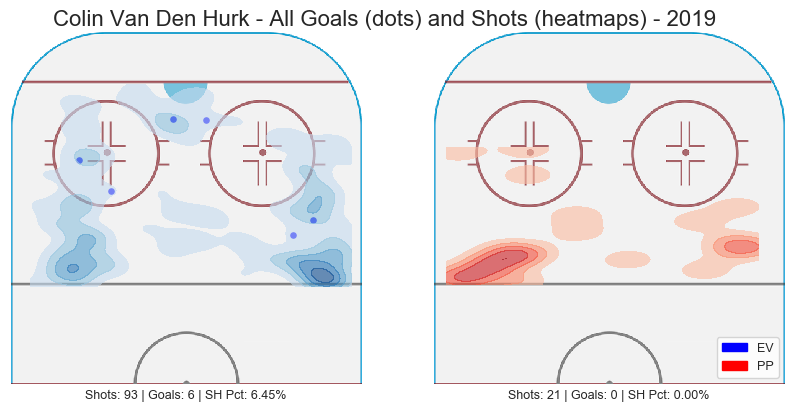 Colin Van Den Hurk - All Goals (dots) and Shots (heatmaps) - 2019
EV
PP
Shots: 93 | Goals: 6 | SH Pct: 6.45%
Shots: 21 | Goals: 0 | SH Pct: 0.00%